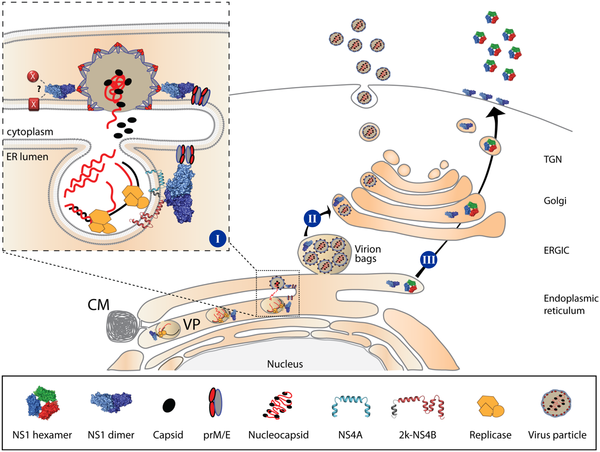 X
?
X
cytoplasm
ER lumen
I
II
III
TGN
Golgi
ERGIC
Virion
bags
Endoplasmic
reticulum
CM
VP
Nucleus
NS1 hexamer
NS1 dimer
Capsid
prM/E
Nucleocapsid
NS4A
2k-NS4B
Replicase
Virus particle